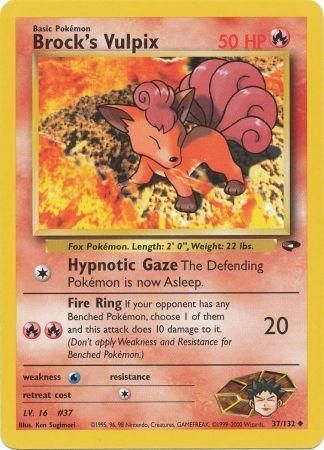 Basic Pokémon
Brock's Vulpix 50 HP
Fox Pokémon. Length: 2' 0", Weight: 22 lbs.
Hypnotic Gaze The Defending
Pokémon is now Asleep.
Fire Ring If your opponent has any
Benched Pokémon, choose 1 of them
and this attack does 10 damage to it.
(Don't apply Weakness and Resistance for
Benched Pokémon.)
20
weakness resistance
retreat cost
LV. 16 #37
Illus. Ken Sugimori ©1995, 96, 98 Nintendo, Creatures, GAMEFREAK. ©1999-2000 Wizards. 37/132